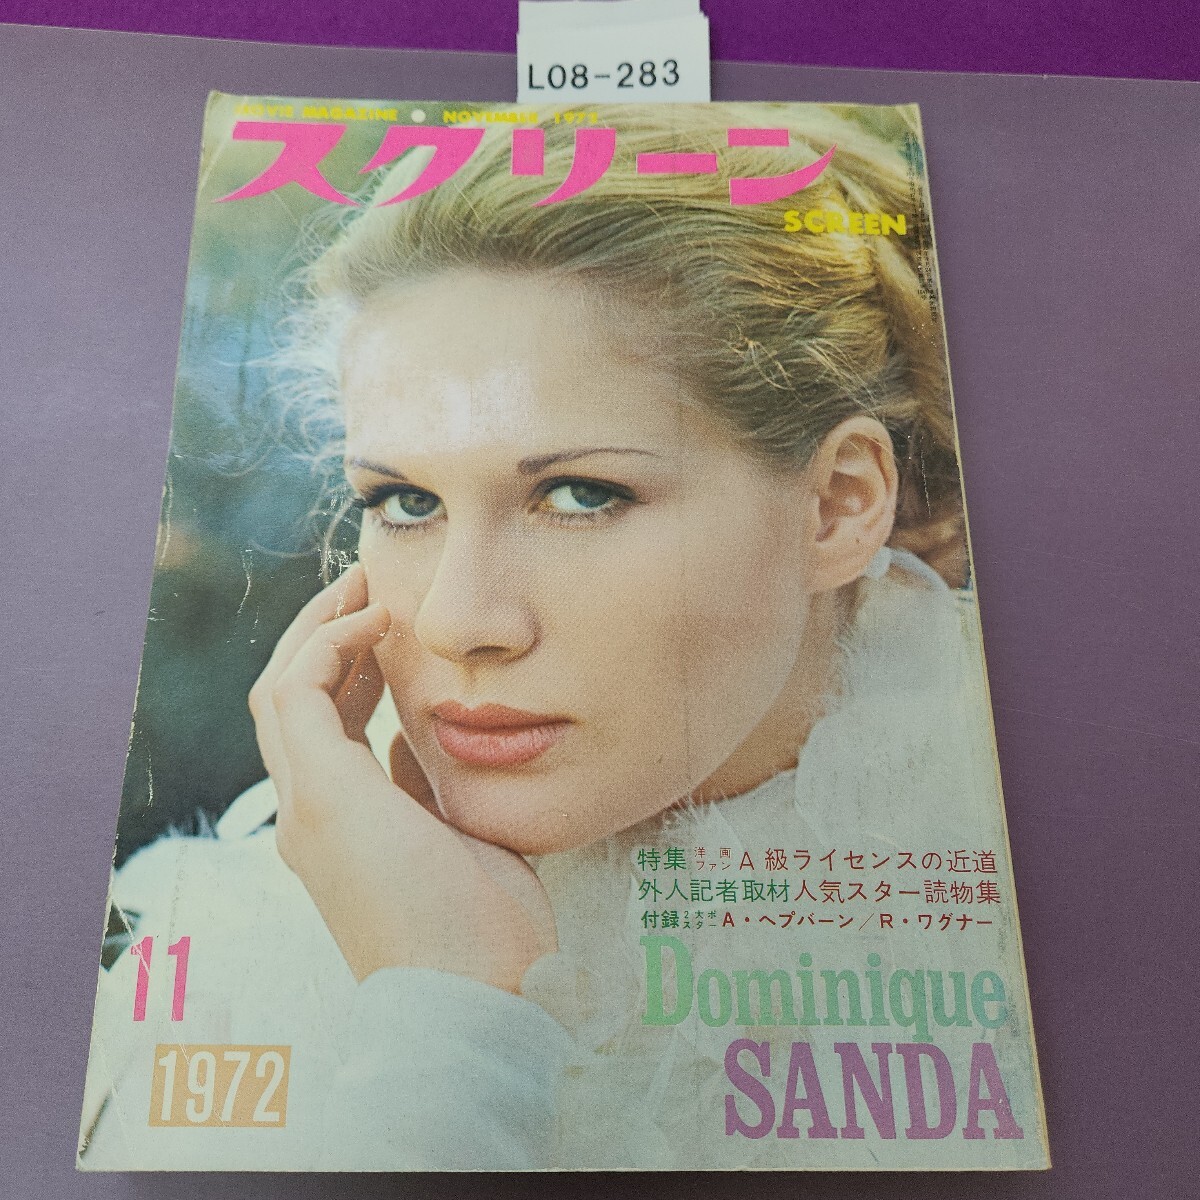 L08-283
MOVIE MAGAZINE ● NOVEMBER 1972
スクリーン
SCREEN
特集 洋画ファン A級ライセンスの近道
外人記者取材人気スター読物集
付録 2大ポスター A・ヘプバーン/R・ワグナー
11
Dominique
SANDA
1972